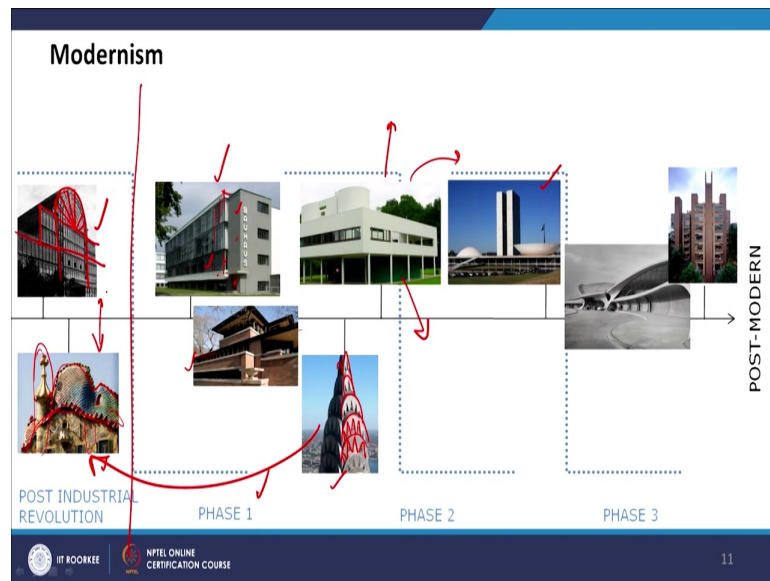 Modernism
BAUHAUS
POST-MODERN
POST INDUSTRIAL
REVOLUTION
PHASE 1
PHASE 2
PHASE 3
IIT ROORKEE
NPTEL ONLINE
CERTIFICATION COURSE
11